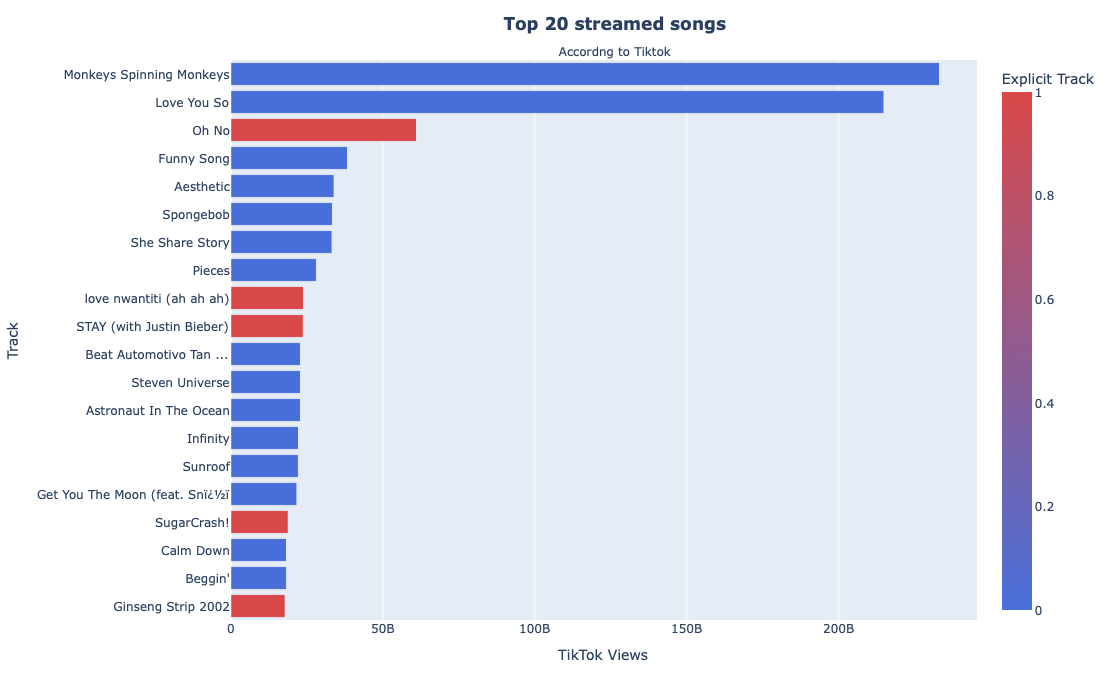 Top 20 streamed songs
Accordng to Tiktok
Monkeys Spinning Monkeys
Love You So
Oh No
Funny Song
Aesthetic
Spongebob
She Share Story
Pieces
love nwantiti (ah ah ah)
STAY (with Justin Bieber)
Beat Automotivo Tan ...
Steven Universe
Astronaut In The Ocean
Infinity
Sunroof
Get You The Moon (feat. Snï¿½ï
SugarCrash!
Calm Down
Beggin'
Ginseng Strip 2002
Track
0 50B 100B 150B 200B
TikTok Views
Explicit Track
1
0.8
0.6
0.4
0.2
0